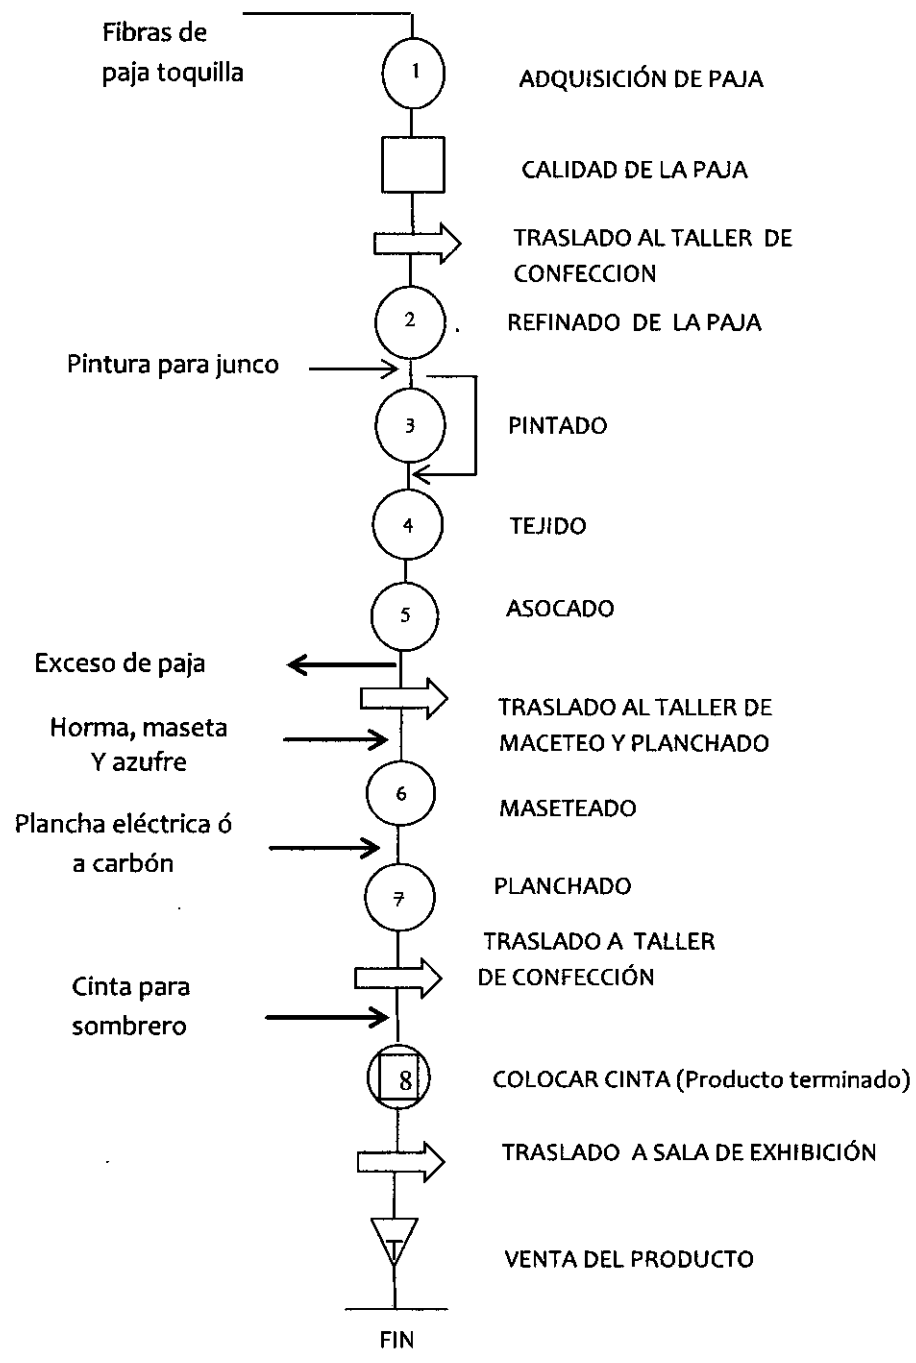 Fibras de
paja toquilla
1
ADQUISICIÓN DE PAJA
CALIDAD DE LA PAJA
TRASLADO AL TALLER DE
CONFECCION
2
REFINADO DE LA PAJA
Pintura para junco
3
PINTADO
4
TEJIDO
5
ASOCADO
Exceso de paja
TRASLADO AL TALLER DE
MACETEO Y PLANCHADO
Horma, maseta
Y azufre
6
MASETEADO
Plancha eléctrica ó
a carbón
7
PLANCHADO
TRASLADO A TALLER
DE CONFECCIÓN
Cinta para
sombrero
8
COLOCAR CINTA (Producto terminado)
TRASLADO A SALA DE EXHIBICIÓN
T
VENTA DEL PRODUCTO
FIN